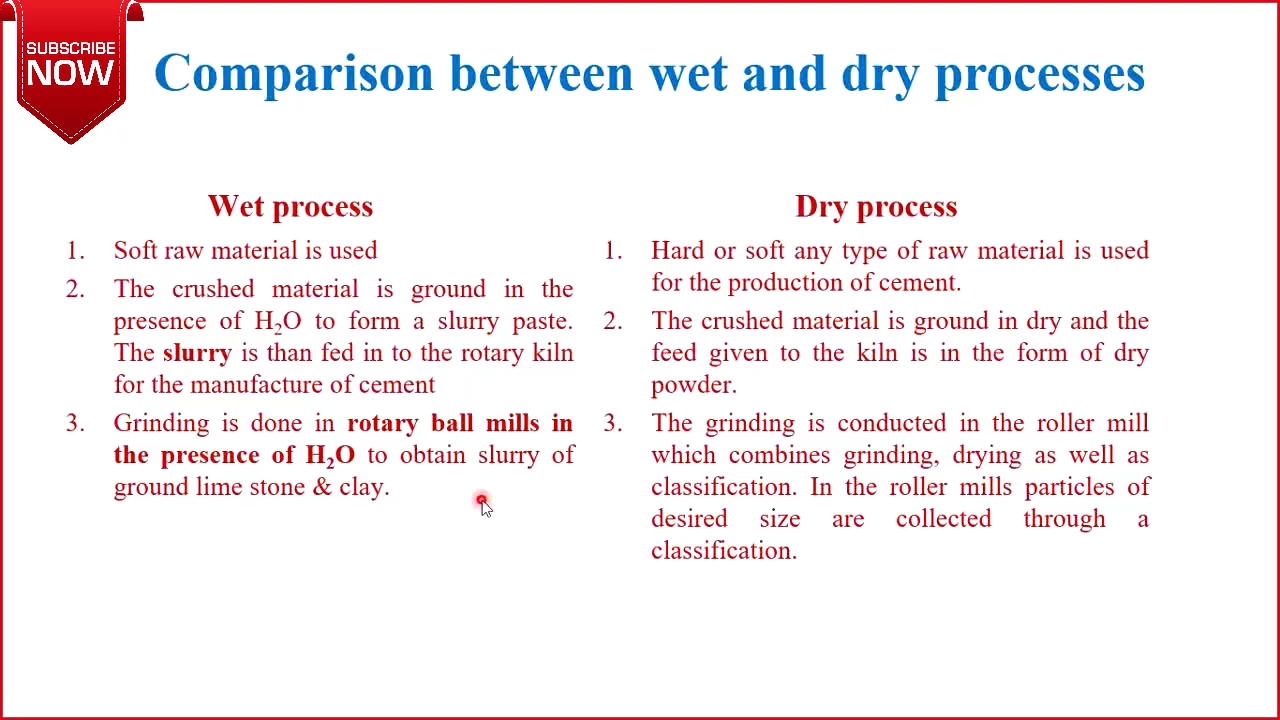 SUBSCRIBE
NOW
Comparison between wet and dry processes
Wet process
1. Soft raw material is used
2. The crushed material is ground in the
presence of H₂O to form a slurry paste.
The slurry is than fed in to the rotary kiln
for the manufacture of cement
3. Grinding is done in rotary ball mills in
the presence of H₂O to obtain slurry of
ground lime stone & clay.
Dry process
1. Hard or soft any type of raw material is used
for the production of cement.
2. The crushed material is ground in dry and the
feed given to the kiln is in the form of dry
powder.
3. The grinding is conducted in the roller mill
which combines grinding, drying as well as
classification. In the roller mills particles of
desired size are collected through a
classification.